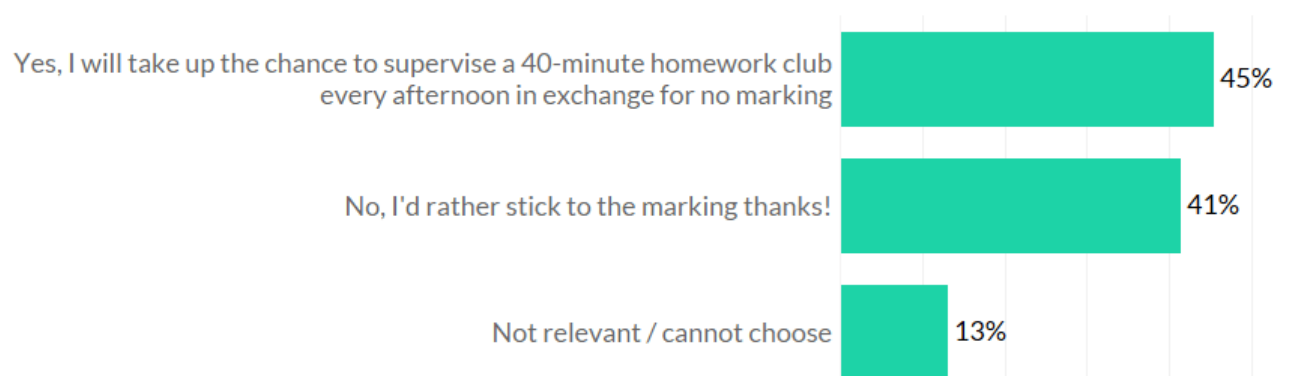 Yes, I will take up the chance to supervise a 40-minute homework club
every afternoon in exchange for no marking
45%
No, I'd rather stick to the marking thanks!
41%
Not relevant / cannot choose
13%